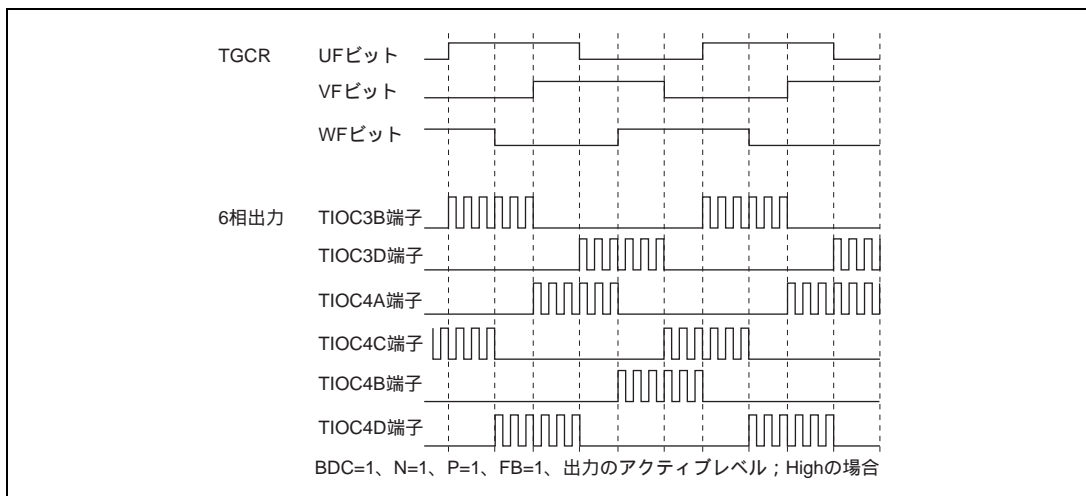 TGCR UFビット
VFビット
WFビット
6相出力 TIOC3B端子
TIOC3D端子
TIOC4A端子
TIOC4C端子
TIOC4B端子
TIOC4D端子
BDC=1、N=1、P=1、FB=1、出力のアクティブレベル；Highの場合